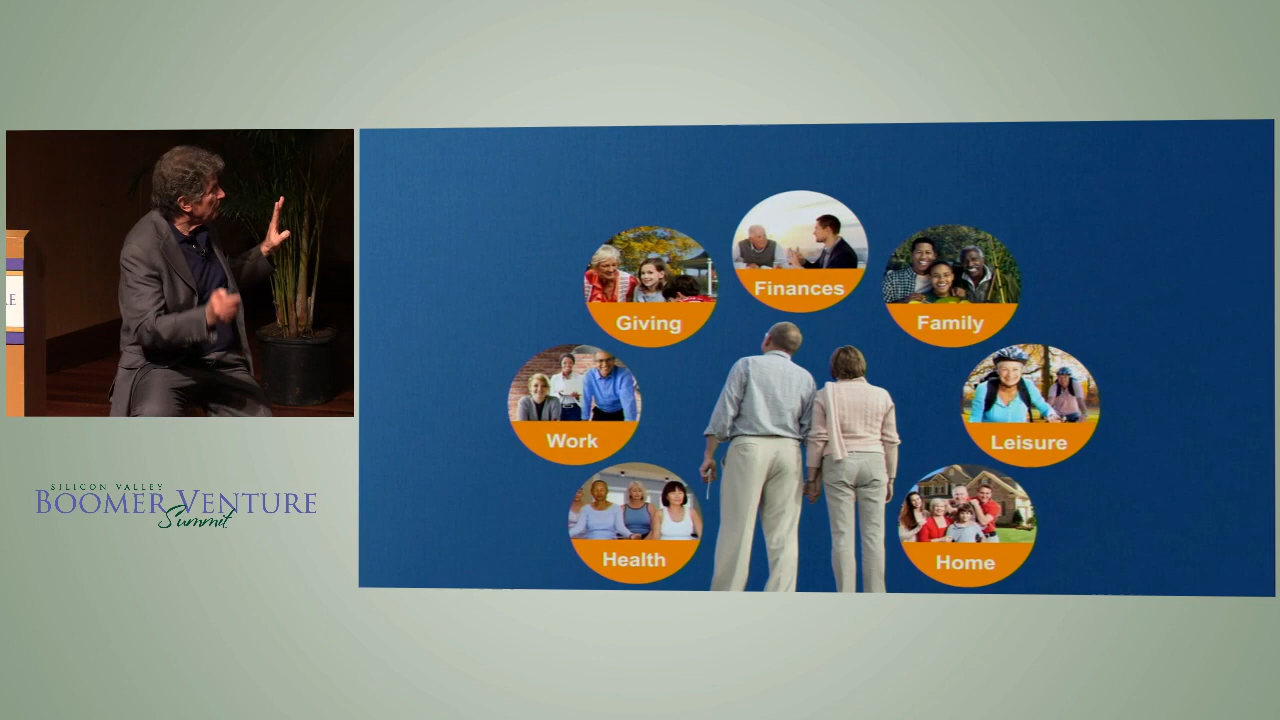 SILICON VALLEY
BOOMER VENTURE
Summit
Finances
Giving
Family
Work
Leisure
Health
Home